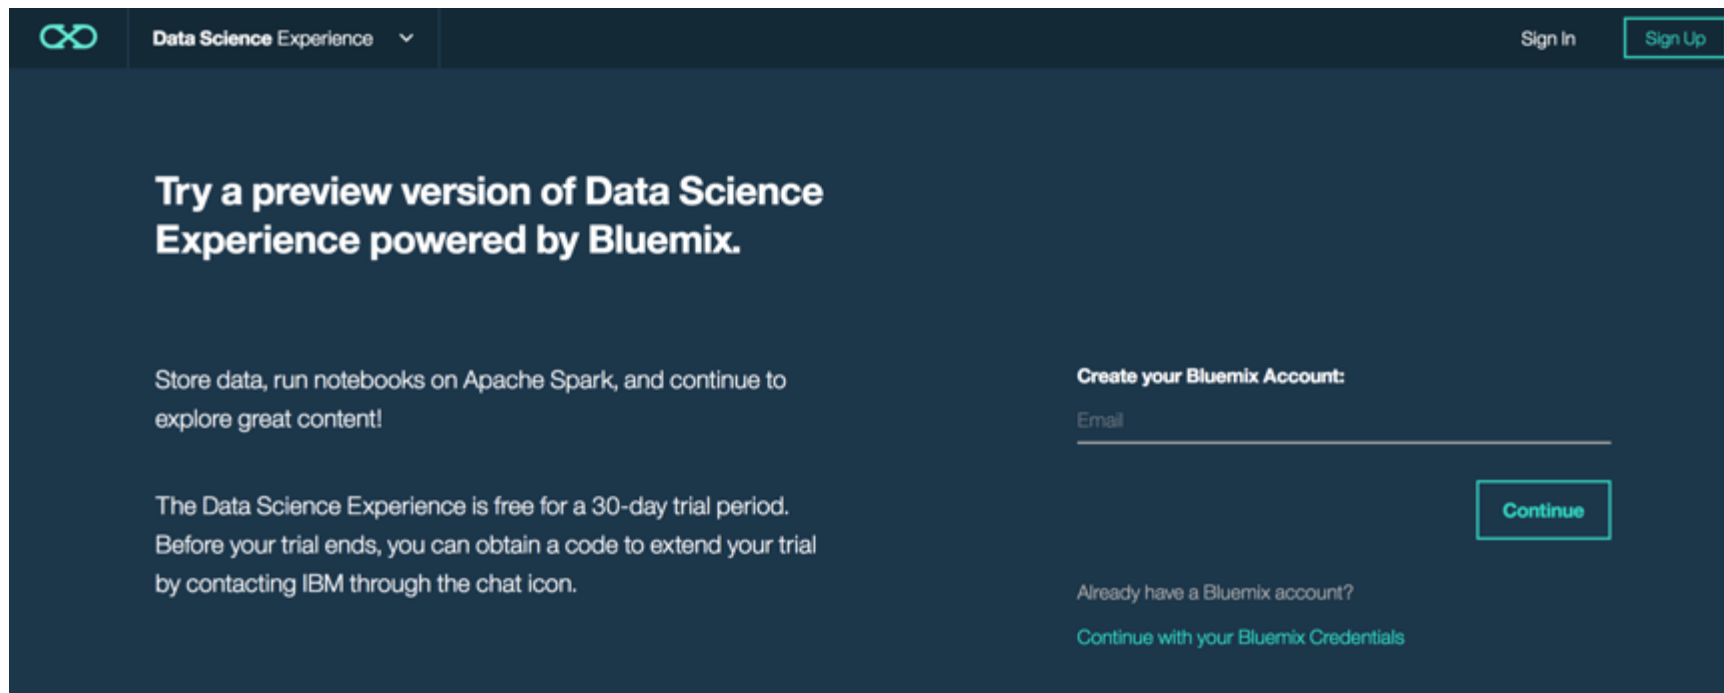 Data Science Experience
Sign In
Sign Up
Try a preview version of Data Science
Experience powered by Bluemix.
Store data, run notebooks on Apache Spark, and continue to
explore great content!
The Data Science Experience is free for a 30-day trial period.
Before your trial ends, you can obtain a code to extend your trial
by contacting IBM through the chat icon.
Create your Bluemix Account:
Email
Continue
Already have a Bluemix account?
Continue with your Bluemix Credentials